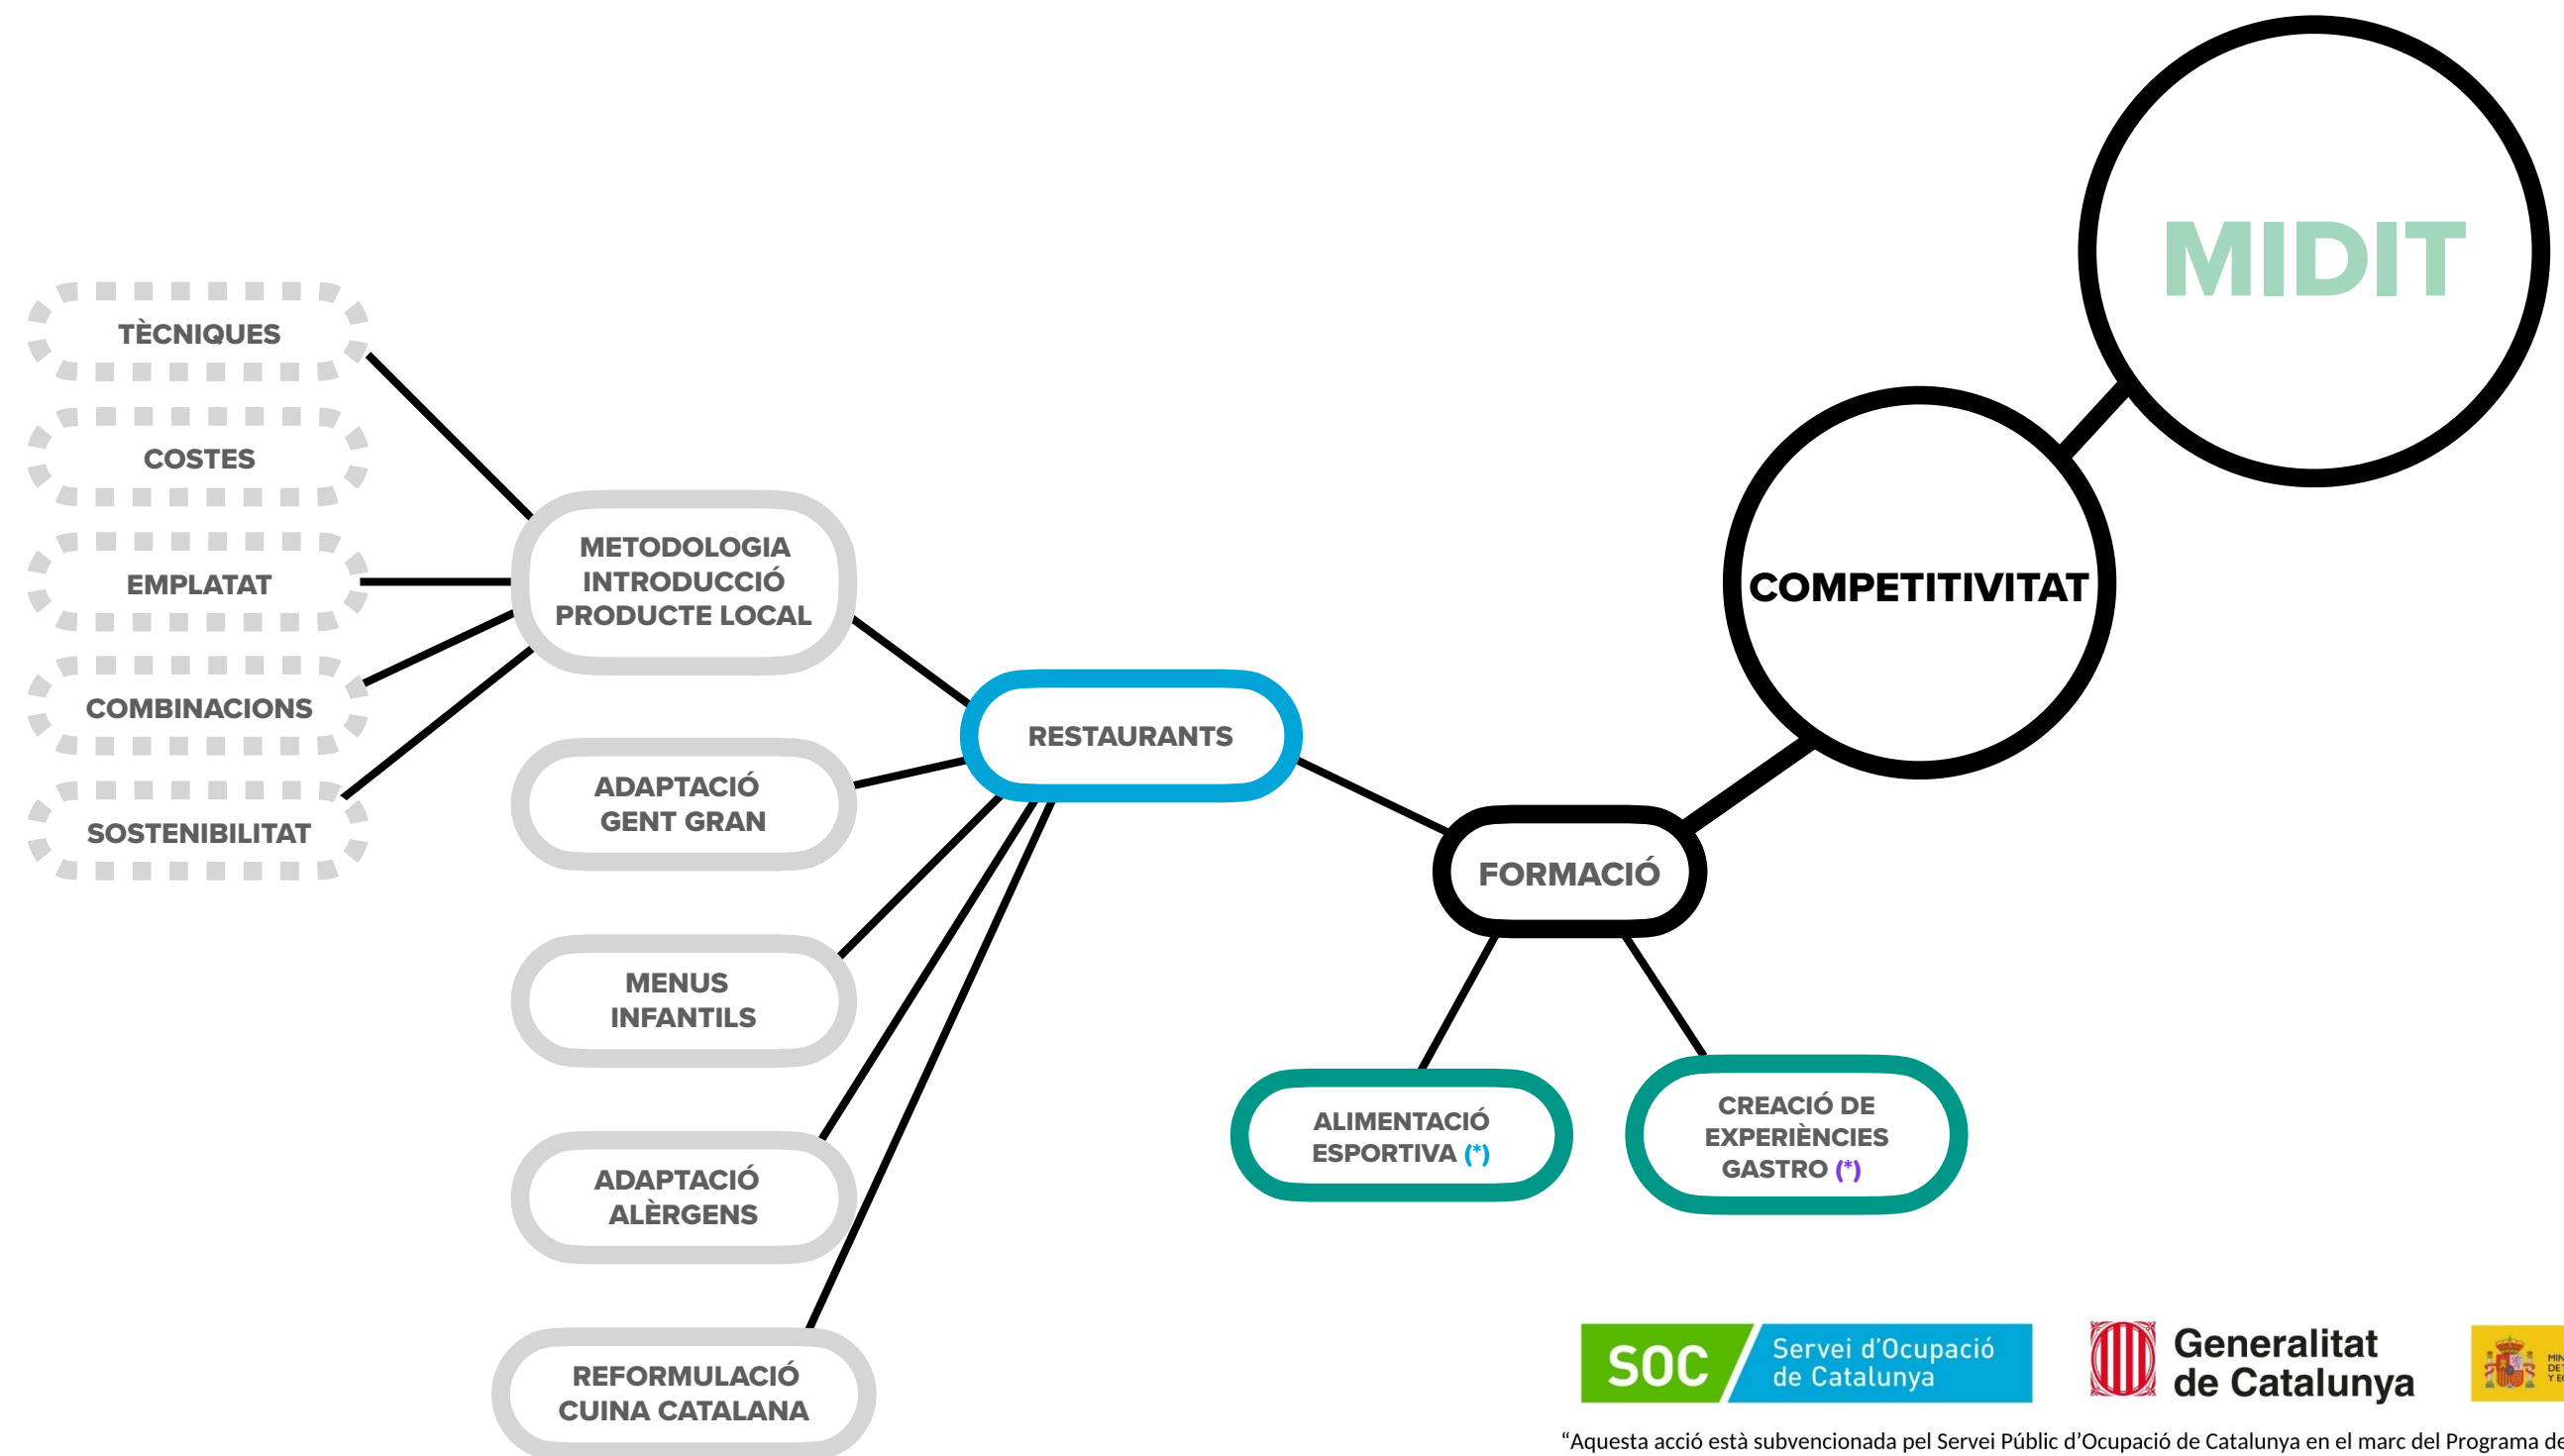 MIDIT
COMPETITIVITAT
FORMACIÓ
RESTAURANTS
METODOLOGIA
INTRODUCCIÓ
PRODUCTE LOCAL
TÈCNIQUES
COSTES
EMPLATAT
COMBINACIONS
SOSTENIBILITAT
ADAPTACIÓ
GENT GRAN
MENUS
INFANTILS
ADAPTACIÓ
ALÈRGENS
REFORMULACIÓ
CUINA CATALANA
ALIMENTACIÓ
ESPORTIVA (*)
CREACIÓ DE
EXPERIÈNCIES
GASTRO (*)
SOC
Servei d'Ocupació
de Catalunya
Generalitat
de Catalunya
“Aquesta acció està subvencionada pel Servei Públic d’Ocupació de Catalunya en el marc del Programa de